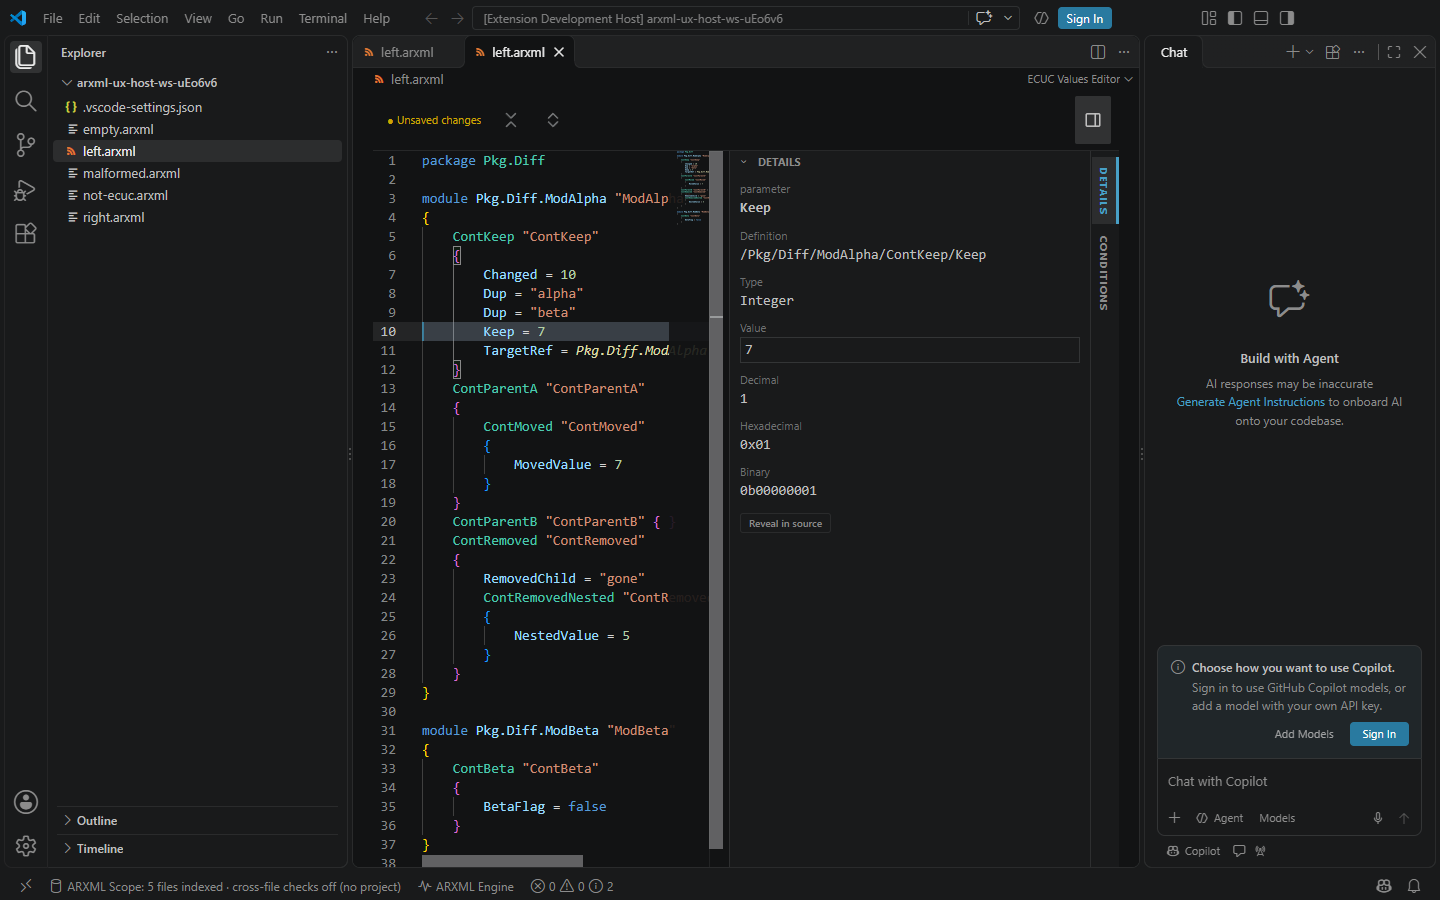 File Edit Selection View Go Run Terminal Help
[Extension Development Host] arxml-ux-host-ws-uEo6v6
Sign In
Explorer
arxml-ux-host-ws-uEo6v6
{} .vscode-settings.json
empty.arxml
left.arxml
malformed.arxml
not-ecuc.arxml
right.arxml
Outline
Timeline
left.arxml
left.arxml
left.arxml
ECUC Values Editor
Unsaved changes
1 package Pkg.Diff
2
3 module Pkg.Diff.ModAlpha "ModAlp
4 {
5 ContKeep "ContKeep"
6 {
7 Changed = 10
8 Dup = "alpha"
9 Dup = "beta"
10 Keep = 7
11 TargetRef = Pkg.Diff.ModAlpha
12 }
13 ContParentA "ContParentA"
14 {
15 ContMoved "ContMoved"
16 {
17 MovedValue = 7
18 }
19 }
20 ContParentB "ContParentB" { }
21 ContRemoved "ContRemoved"
22 {
23 RemovedChild = "gone"
24 ContRemovedNested "ContRemoved
25 {
26 NestedValue = 5
27 }
28 }
29 }
30
31 module Pkg.Diff.ModBeta "ModBeta"
32 {
33 ContBeta "ContBeta"
34 {
35 BetaFlag = false
36 }
37 }
38
DETAILS
parameter
Keep
Definition
/Pkg/Diff/ModAlpha/ContKeep/Keep
Type
Integer
Value
7
Decimal
1
Hexadecimal
0x01
Binary
0b00000001
Reveal in source
DETAILS
CONDITIONS
Chat
Build with Agent
AI responses may be inaccurate
Generate Agent Instructions to onboard AI
onto your codebase.
Choose how you want to use Copilot.
Sign in to use GitHub Copilot models, or
add a model with your own API key.
Add Models
Sign In
Chat with Copilot
Agent
Models
Copilot
ARXML Scope: 5 files indexed · cross-file checks off (no project)
ARXML Engine
0 0 2